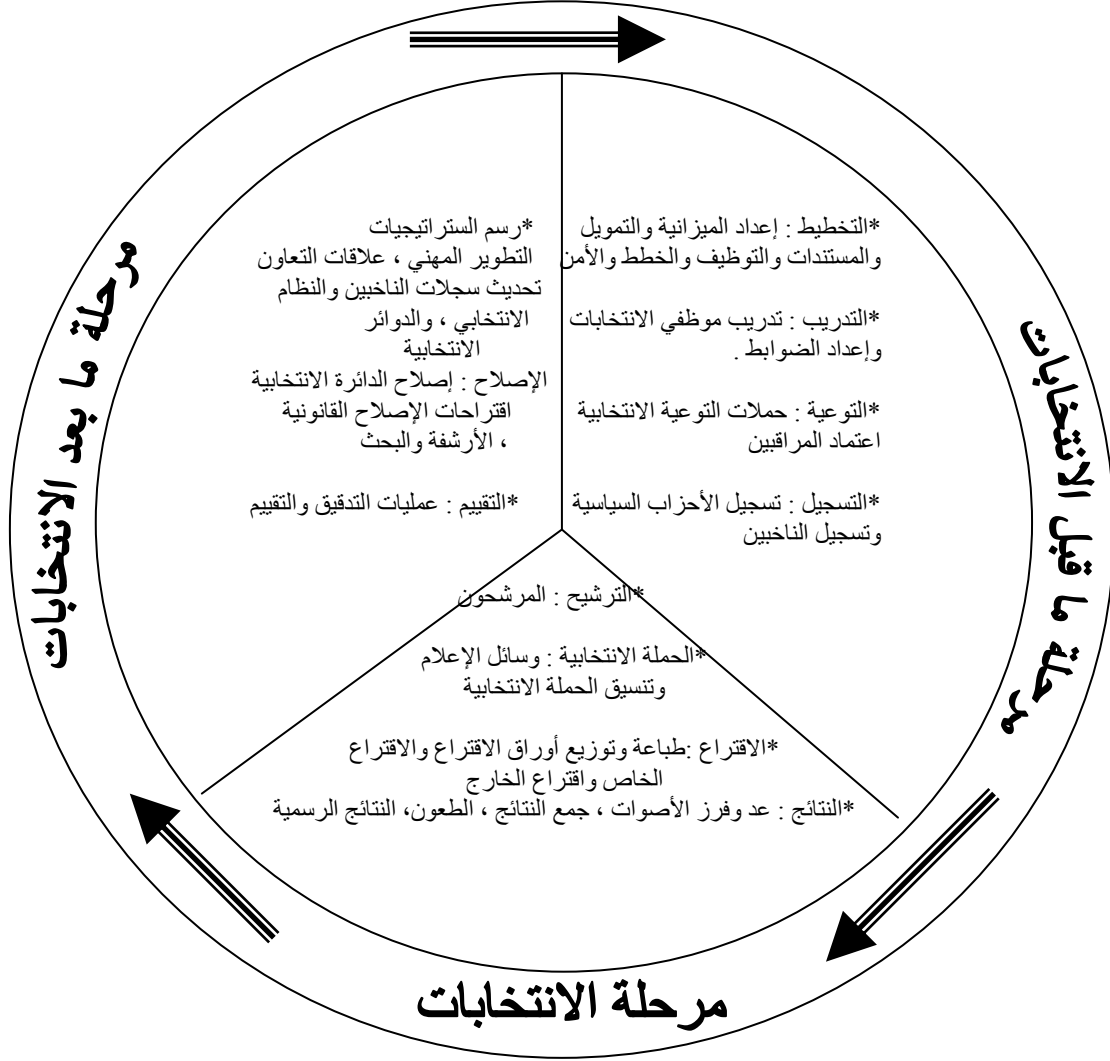 مرحلة ما قبل الانتخابات
*التخطيط : إعداد الميزانية والتمويل
والمستندات والتوظيف والخطط والأمن
*التدريب : تدريب موظفي الانتخابات
وإعداد الضوابط .
*التوعية : حملات التوعية الانتخابية
اعتماد المراقبين
*التسجيل : تسجيل الأحزاب السياسية
وتسجيل الناخبين
مرحلة الانتخابات
*الترشيح : المرشحون
*الحملة الانتخابية : وسائل الإعلام
وتنسيق الحملة الانتخابية
*الاقتراع :طباعة وتوزيع أوراق الاقتراع والاقتراع
الخاص واقتراع الخارج
*النتائج : عد وفرز الأصوات ، جمع النتائج ، الطعون، النتائج الرسمية
مرحلة ما بعد الانتخابات
*رسم الستراتيجيات
التطوير المهني ، علاقات التعاون
تحديث سجلات الناخبين والنظام
الانتخابي ، والدوائر
الانتخابية
الإصلاح : إصلاح الدائرة الانتخابية
اقتراحات الإصلاح القانونية
، الأرشفة والبحث
*التقييم : عمليات التدقيق والتقييم